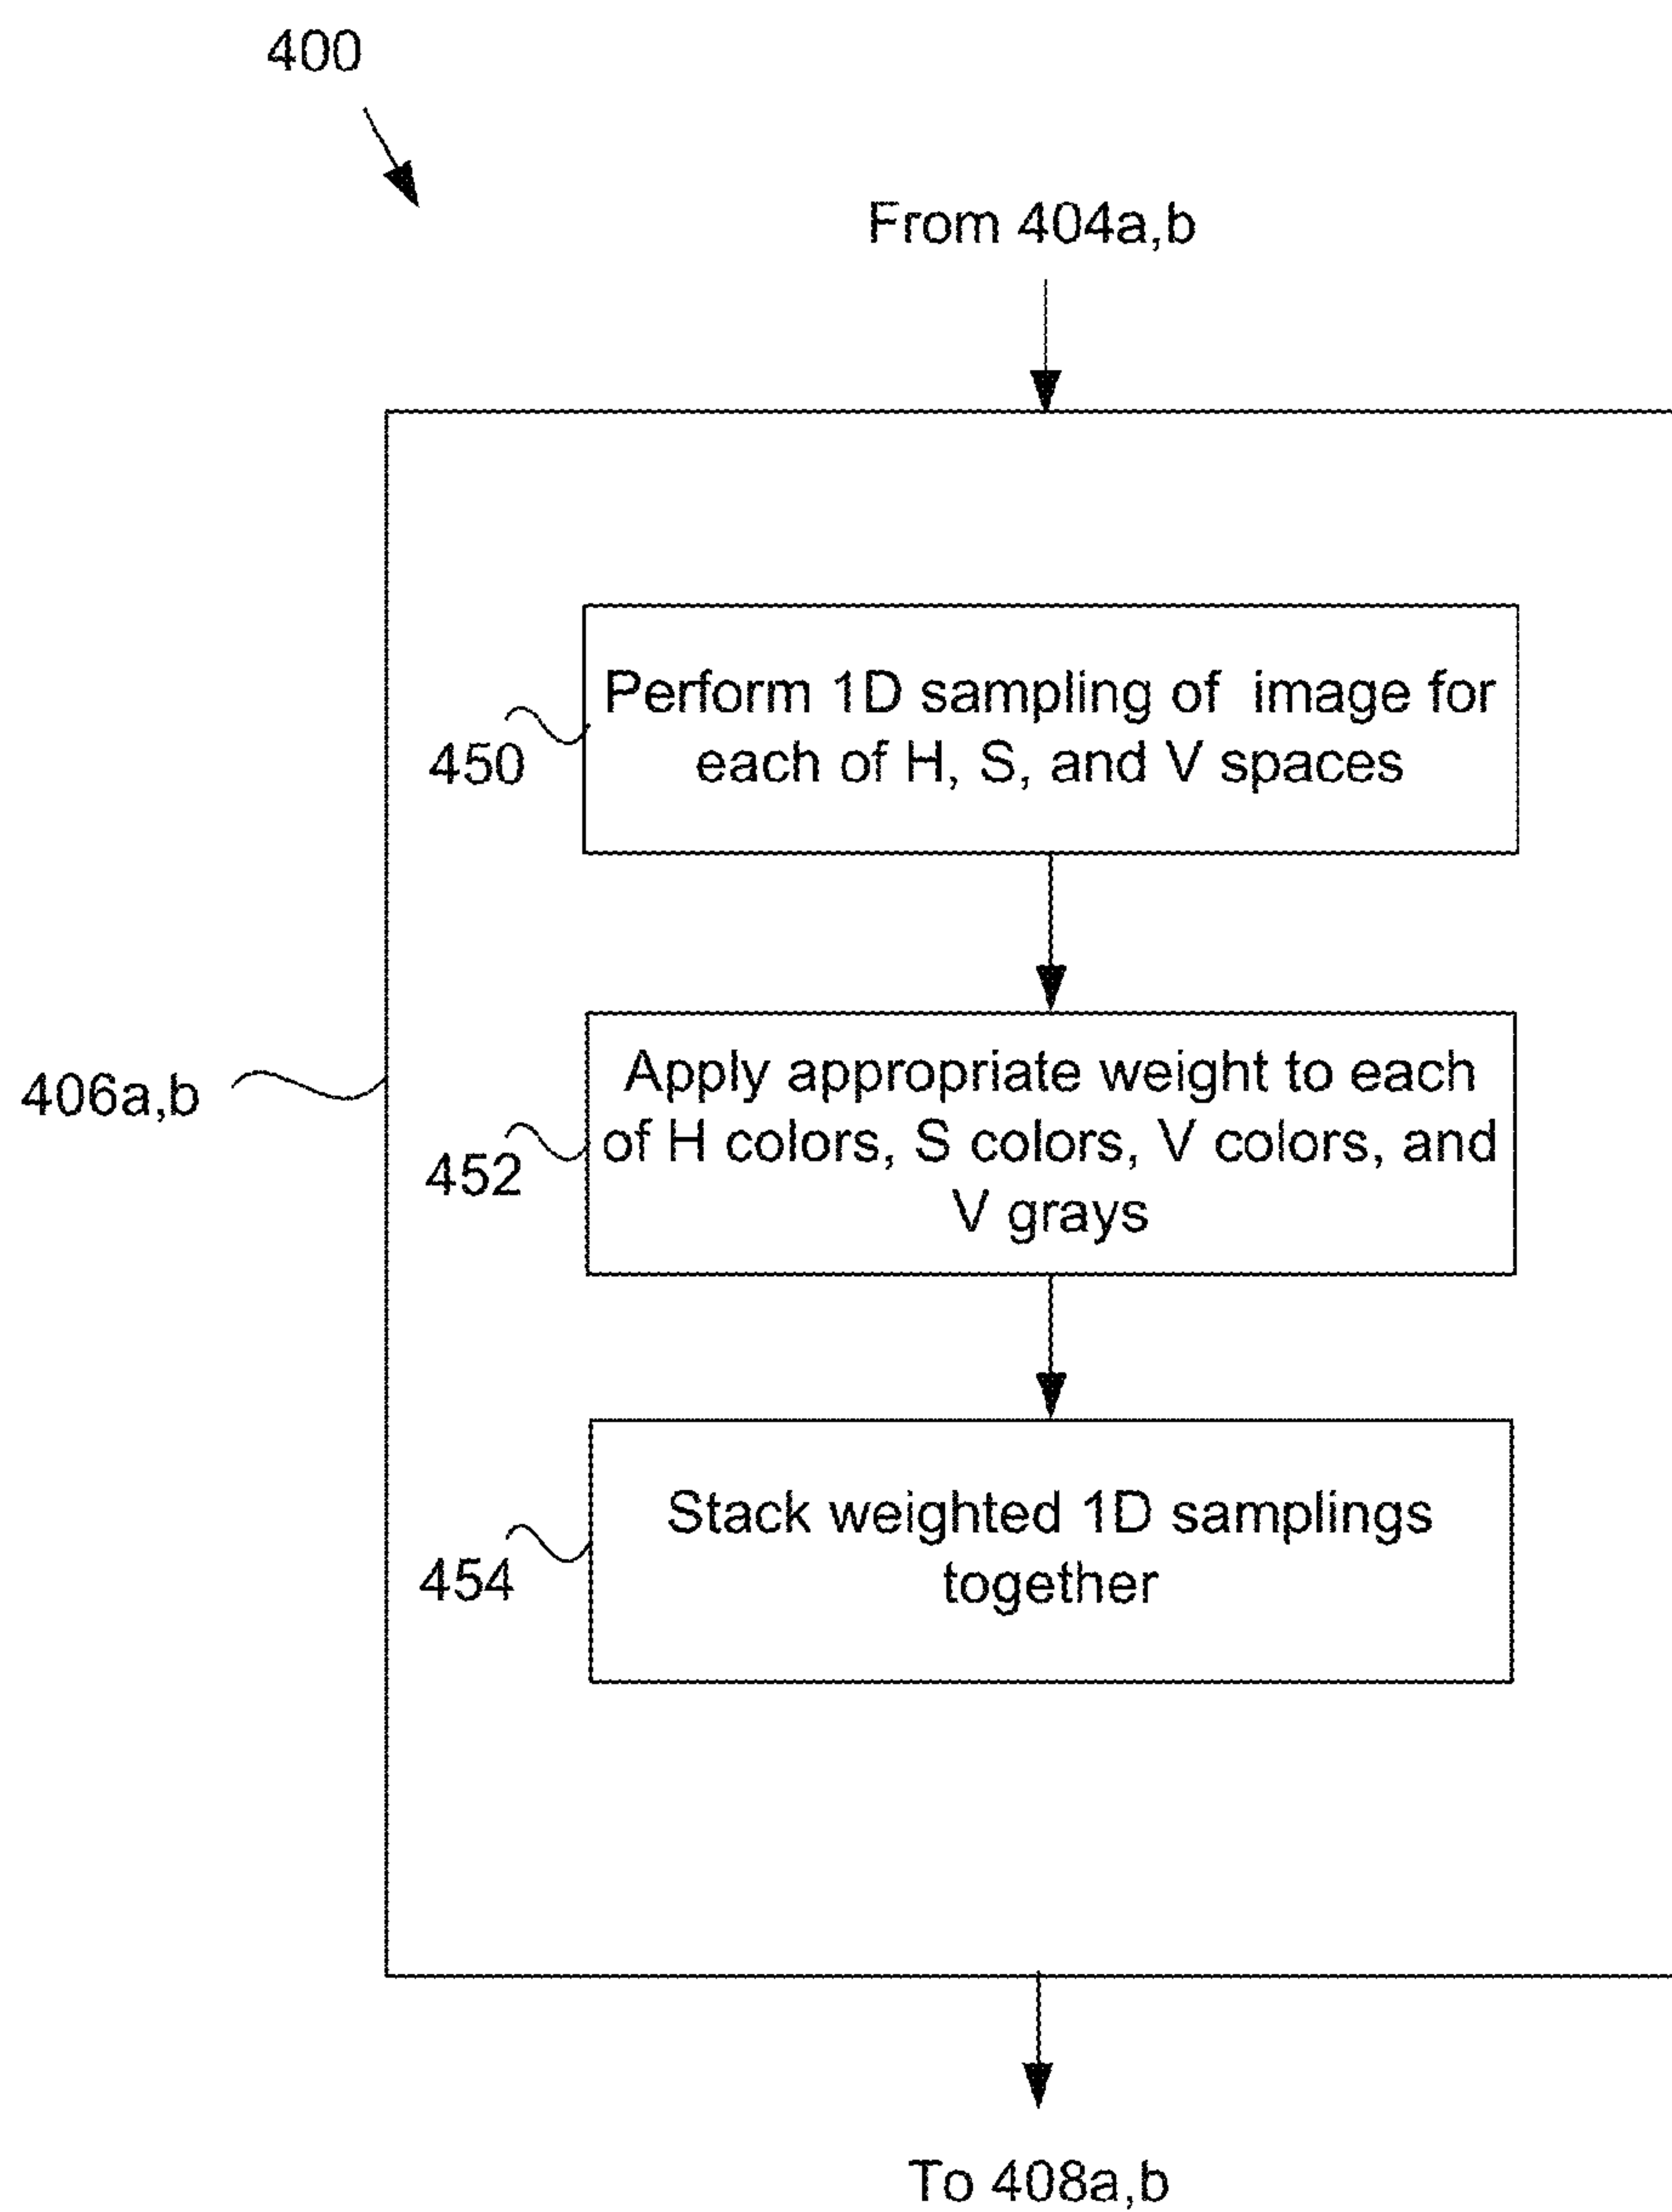 400
From 404a,b
Perform 1D sampling of image for
each of H, S, and V spaces
450
Apply appropriate weight to each
of H colors, S colors, V colors, and
V grays
452
406a,b
Stack weighted 1D samplings
together
454
To 408a,b